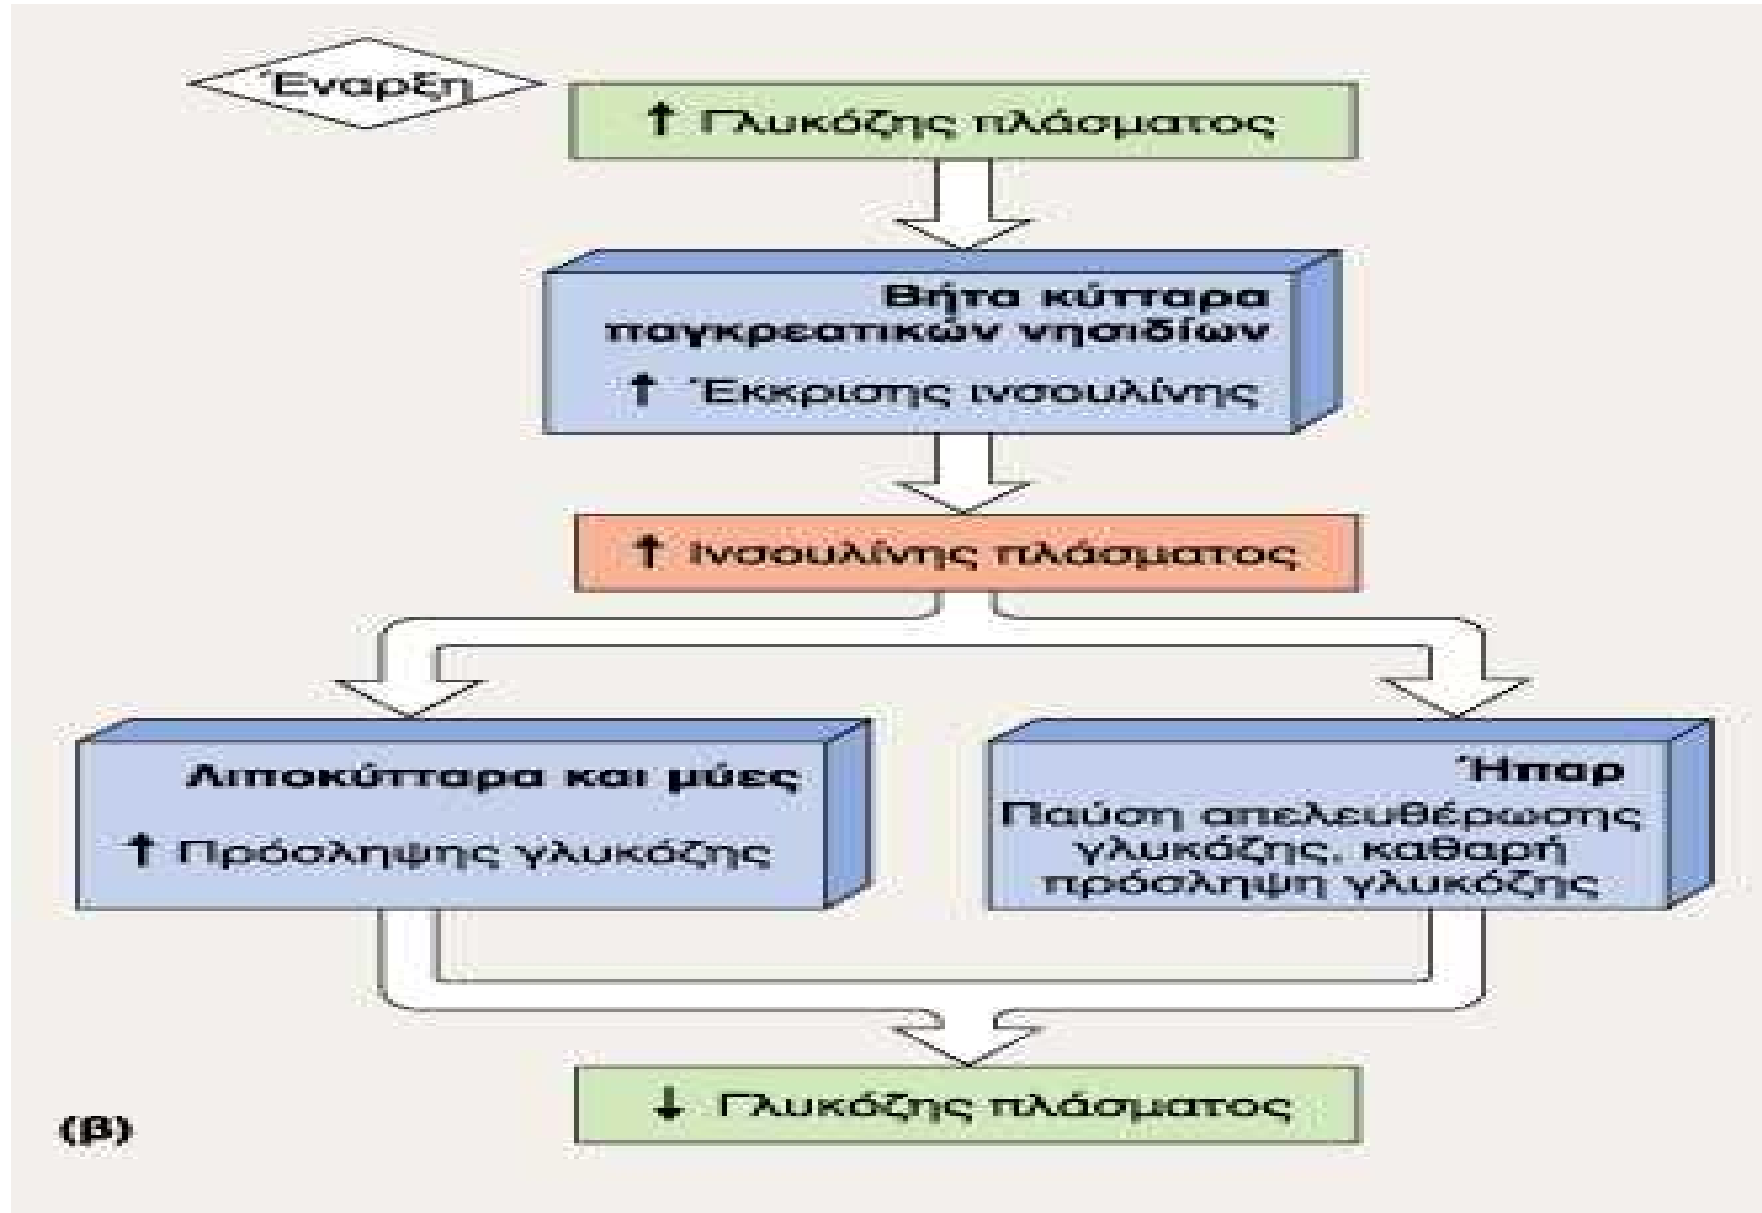 Έναρξη
↑ Γλυκόζης πλάσματος
Βήτα κύτταρα
παγκρεατικών νησιδίων
↑ Έκκρισης ινσουλίνης
↑ Ινσουλίνης πλάσματος
Λιποκύτταρα και μύες
↑ Πρόσληψης γλυκόζης
Ήπαρ
Παύση απελευθέρωσης
γλυκόζης, καθαρή
πρόσληψη γλυκόζης
↓ Γλυκόζης πλάσματος
(β)